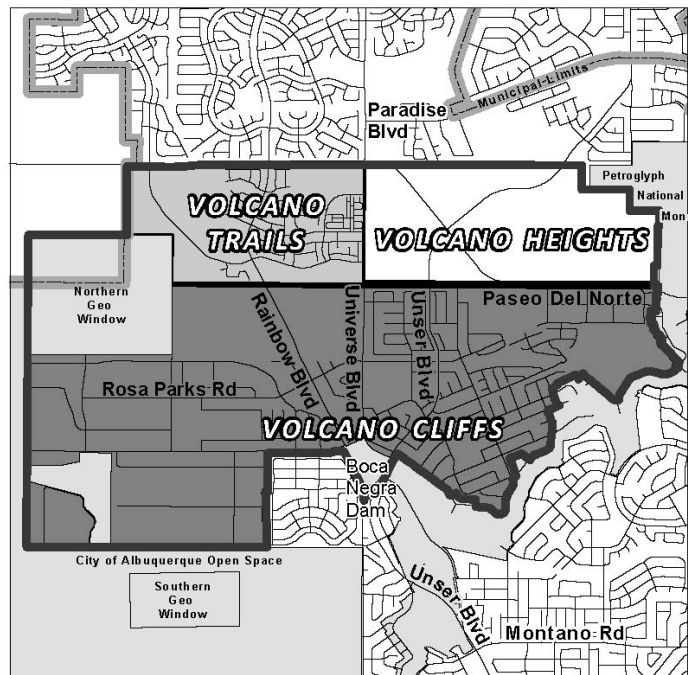 Paradise
Blvd
Municipal Limits
Petroglyph
National
Mon
VOLCANO
TRAILS
VOLCANO HEIGHTS
Northern
Geo
Window
Rainbow Blvd
Universe Blvd
Unser Blvd
Paseo Del Norte
Rosa Parks Rd
VOLCANO CLIFFS
Boca
Negra
Dam
City of Albuquerque Open Space
Southern
Geo
Window
Unser Blvd
Montano Rd